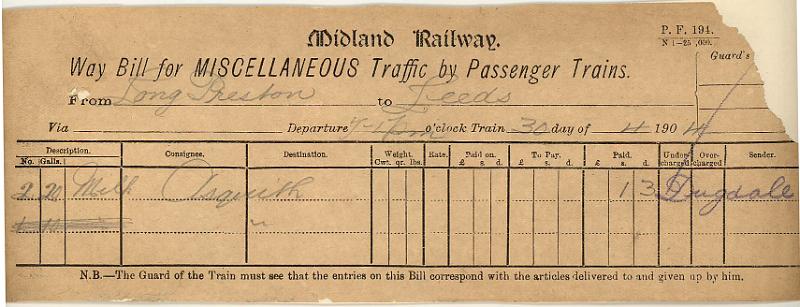 Midland Railway.
P. F. 194.
N 1—25,000.
Way Bill for MISCELLANEOUS Traffic by Passenger Trains.
Guard's
From Long Preston to Leeds
Via Departure o'clock Train 30 day of 4 1904
Description. Consignee. Destination. Weight. Rate. Paid on. To Pay. Paid. Under-charged Over-charged Sender.
No. Galls. Cwt. qr. lbs. £ s. d. £ s. d. £ s. d.
2 20 Milk Asquith 1 3 Dugdale
N.B.—The Guard of the Train must see that the entries on this Bill correspond with the articles delivered to and given up by him.